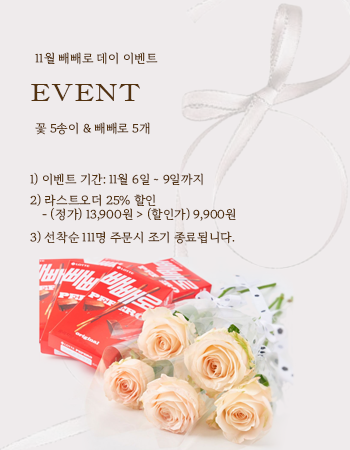 11월 빼빼로 데이 이벤트
EVENT
꽃 5송이 & 빼빼로 5개
1) 이벤트 기간: 11월 6일 - 9일까지
2) 라스트오더 25% 할인
- (정가) 13,900원 > (할인가) 9,900원
3) 선착순 111명 주문시 조기 종료됩니다.
빼빼로
PEPERO
original